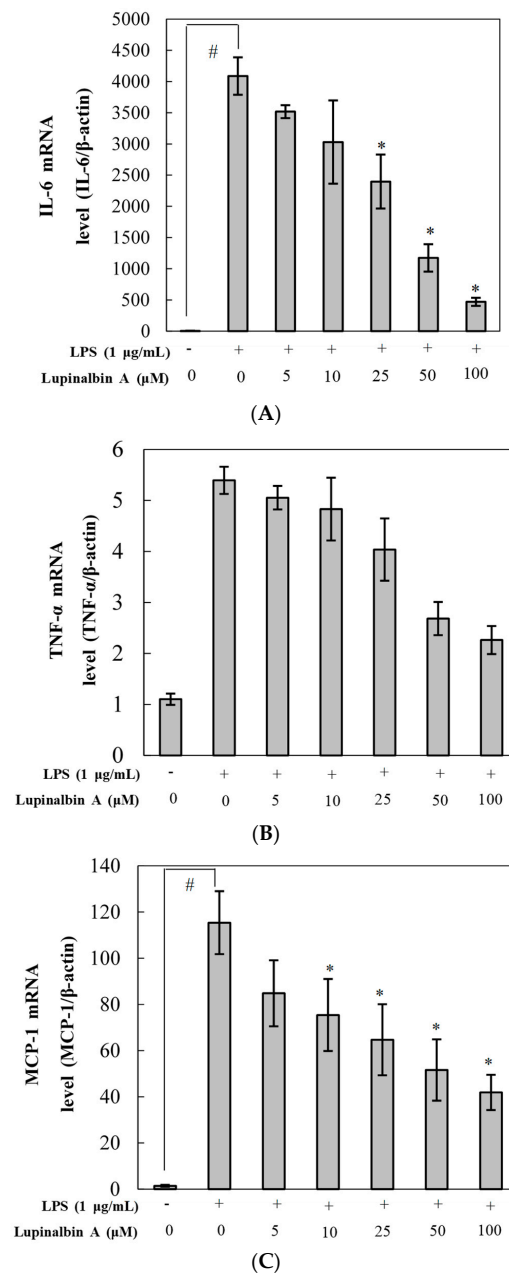 5000
4500
4000
3500
3000
2500
2000
1500
1000
500
0
IL-6 mRNA
level (IL-6/β-actin)
#
* * *
LPS (1 μg/mL) - + + + + + +
Lupinalbin A (μM) 0 0 5 10 25 50 100
(A)
6
5
4
3
2
1
0
TNF-α mRNA
level (TNF-α/β-actin)
LPS (1 μg/mL) - + + + + + +
Lupinalbin A (μM) 0 0 5 10 25 50 100
(B)
140
120
100
80
60
40
20
0
MCP-1 mRNA
level (MCP-1/β-actin)
#
* * * *
LPS (1 μg/mL) - + + + + + +
Lupinalbin A (μM) 0 0 5 10 25 50 100
(C)